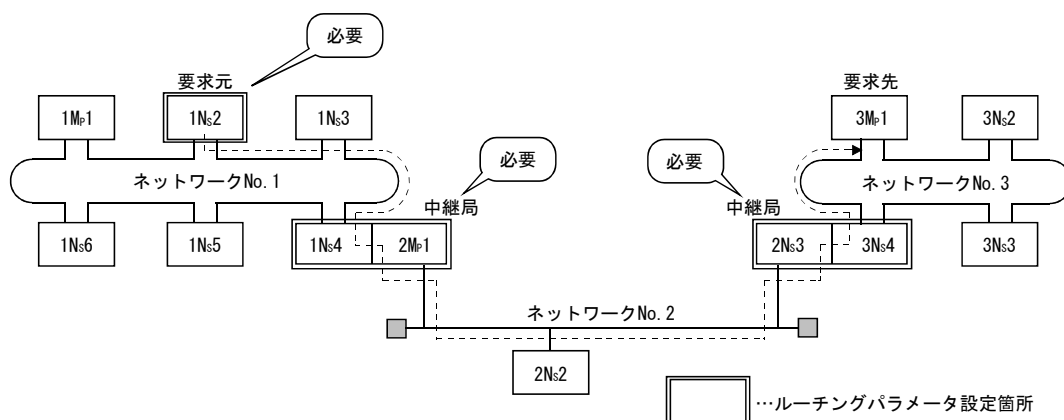 必要
要求元
要求先
1MP1
1NS2
1NS3
3MP1
3NS2
必要
必要
ネットワークNo.1
ネットワークNo.3
中継局
中継局
1NS6
1NS5
1NS4
2MP1
2NS3
3NS4
3NS3
ネットワークNo.2
2NS2
…ルーチングパラメータ設定箇所